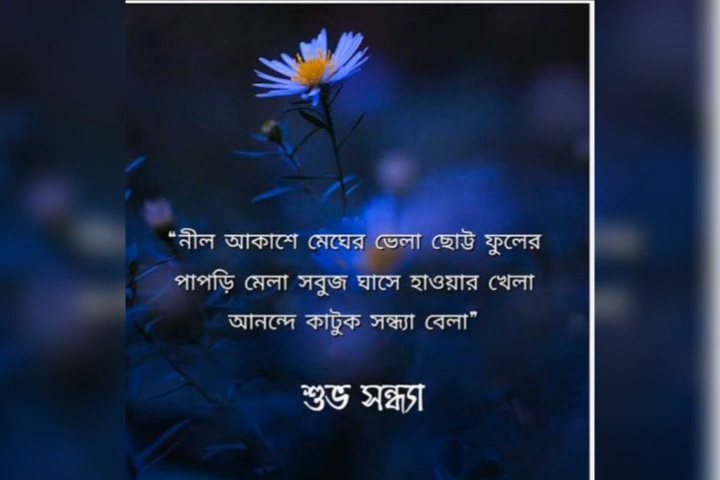 “নীল আকাশে মেঘের ভেলা ছোট্ট ফুলের
পাপড়ি মেলা সবুজ ঘাসে হাওয়ার খেলা
আনন্দে কাটুক সন্ধ্যা বেলা”
শুভ সন্ধ্যা